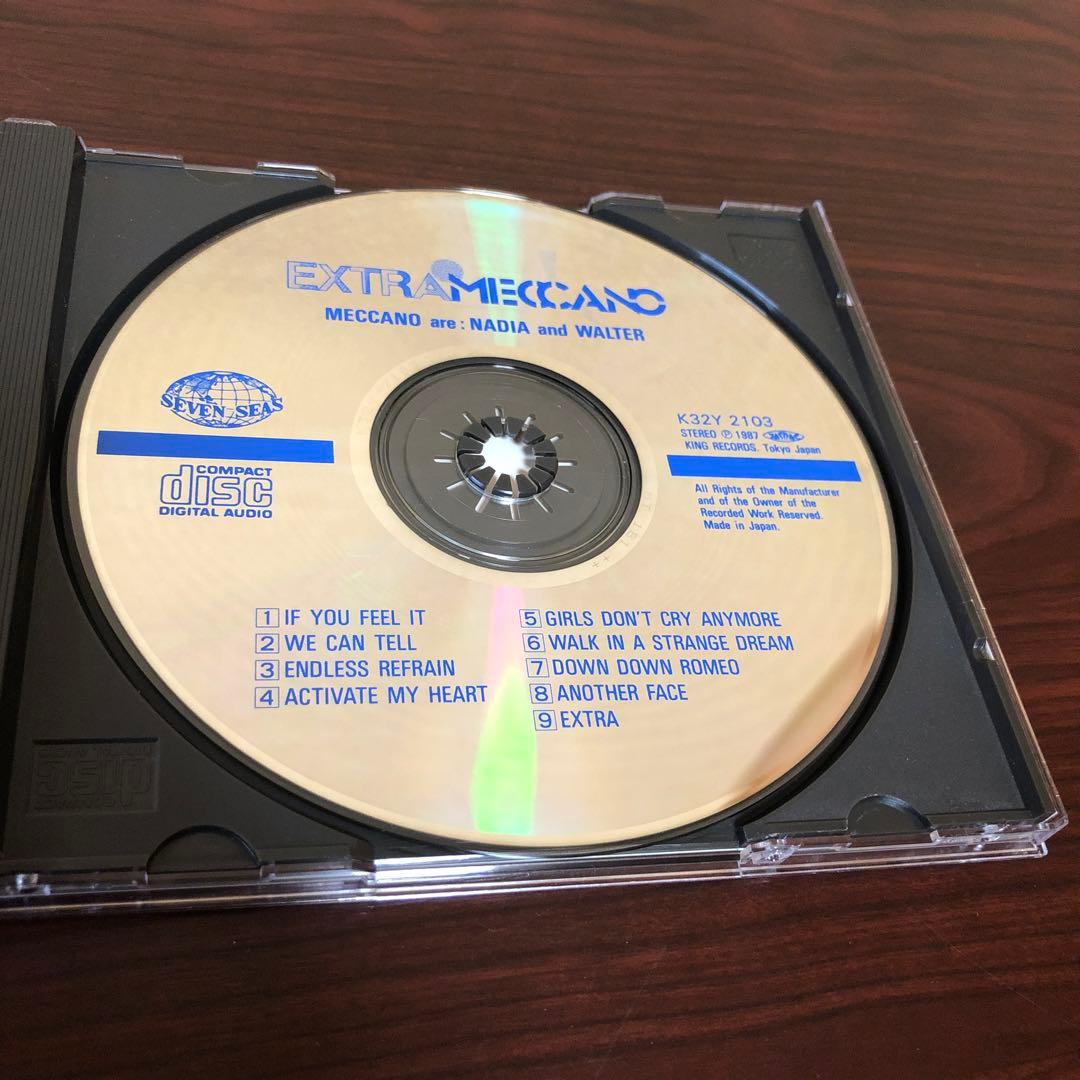 EXTRAMECCANO
MECCANO are : NADIA and WALTER
SEVEN SEAS
COMPACT
disc
DIGITAL AUDIO
K32Y 2103
STEREO Ⓟ 1987
KING RECORDS. Tokyo Japan
All Rights of the Manufacturer
and of the Owner of the
Recorded Work Reserved.
Made in Japan.
1 IF YOU FEEL IT
2 WE CAN TELL
3 ENDLESS REFRAIN
4 ACTIVATE MY HEART
5 GIRLS DON'T CRY ANYMORE
6 WALK IN A STRANGE DREAM
7 DOWN DOWN ROMEO
8 ANOTHER FACE
9 EXTRA
disc